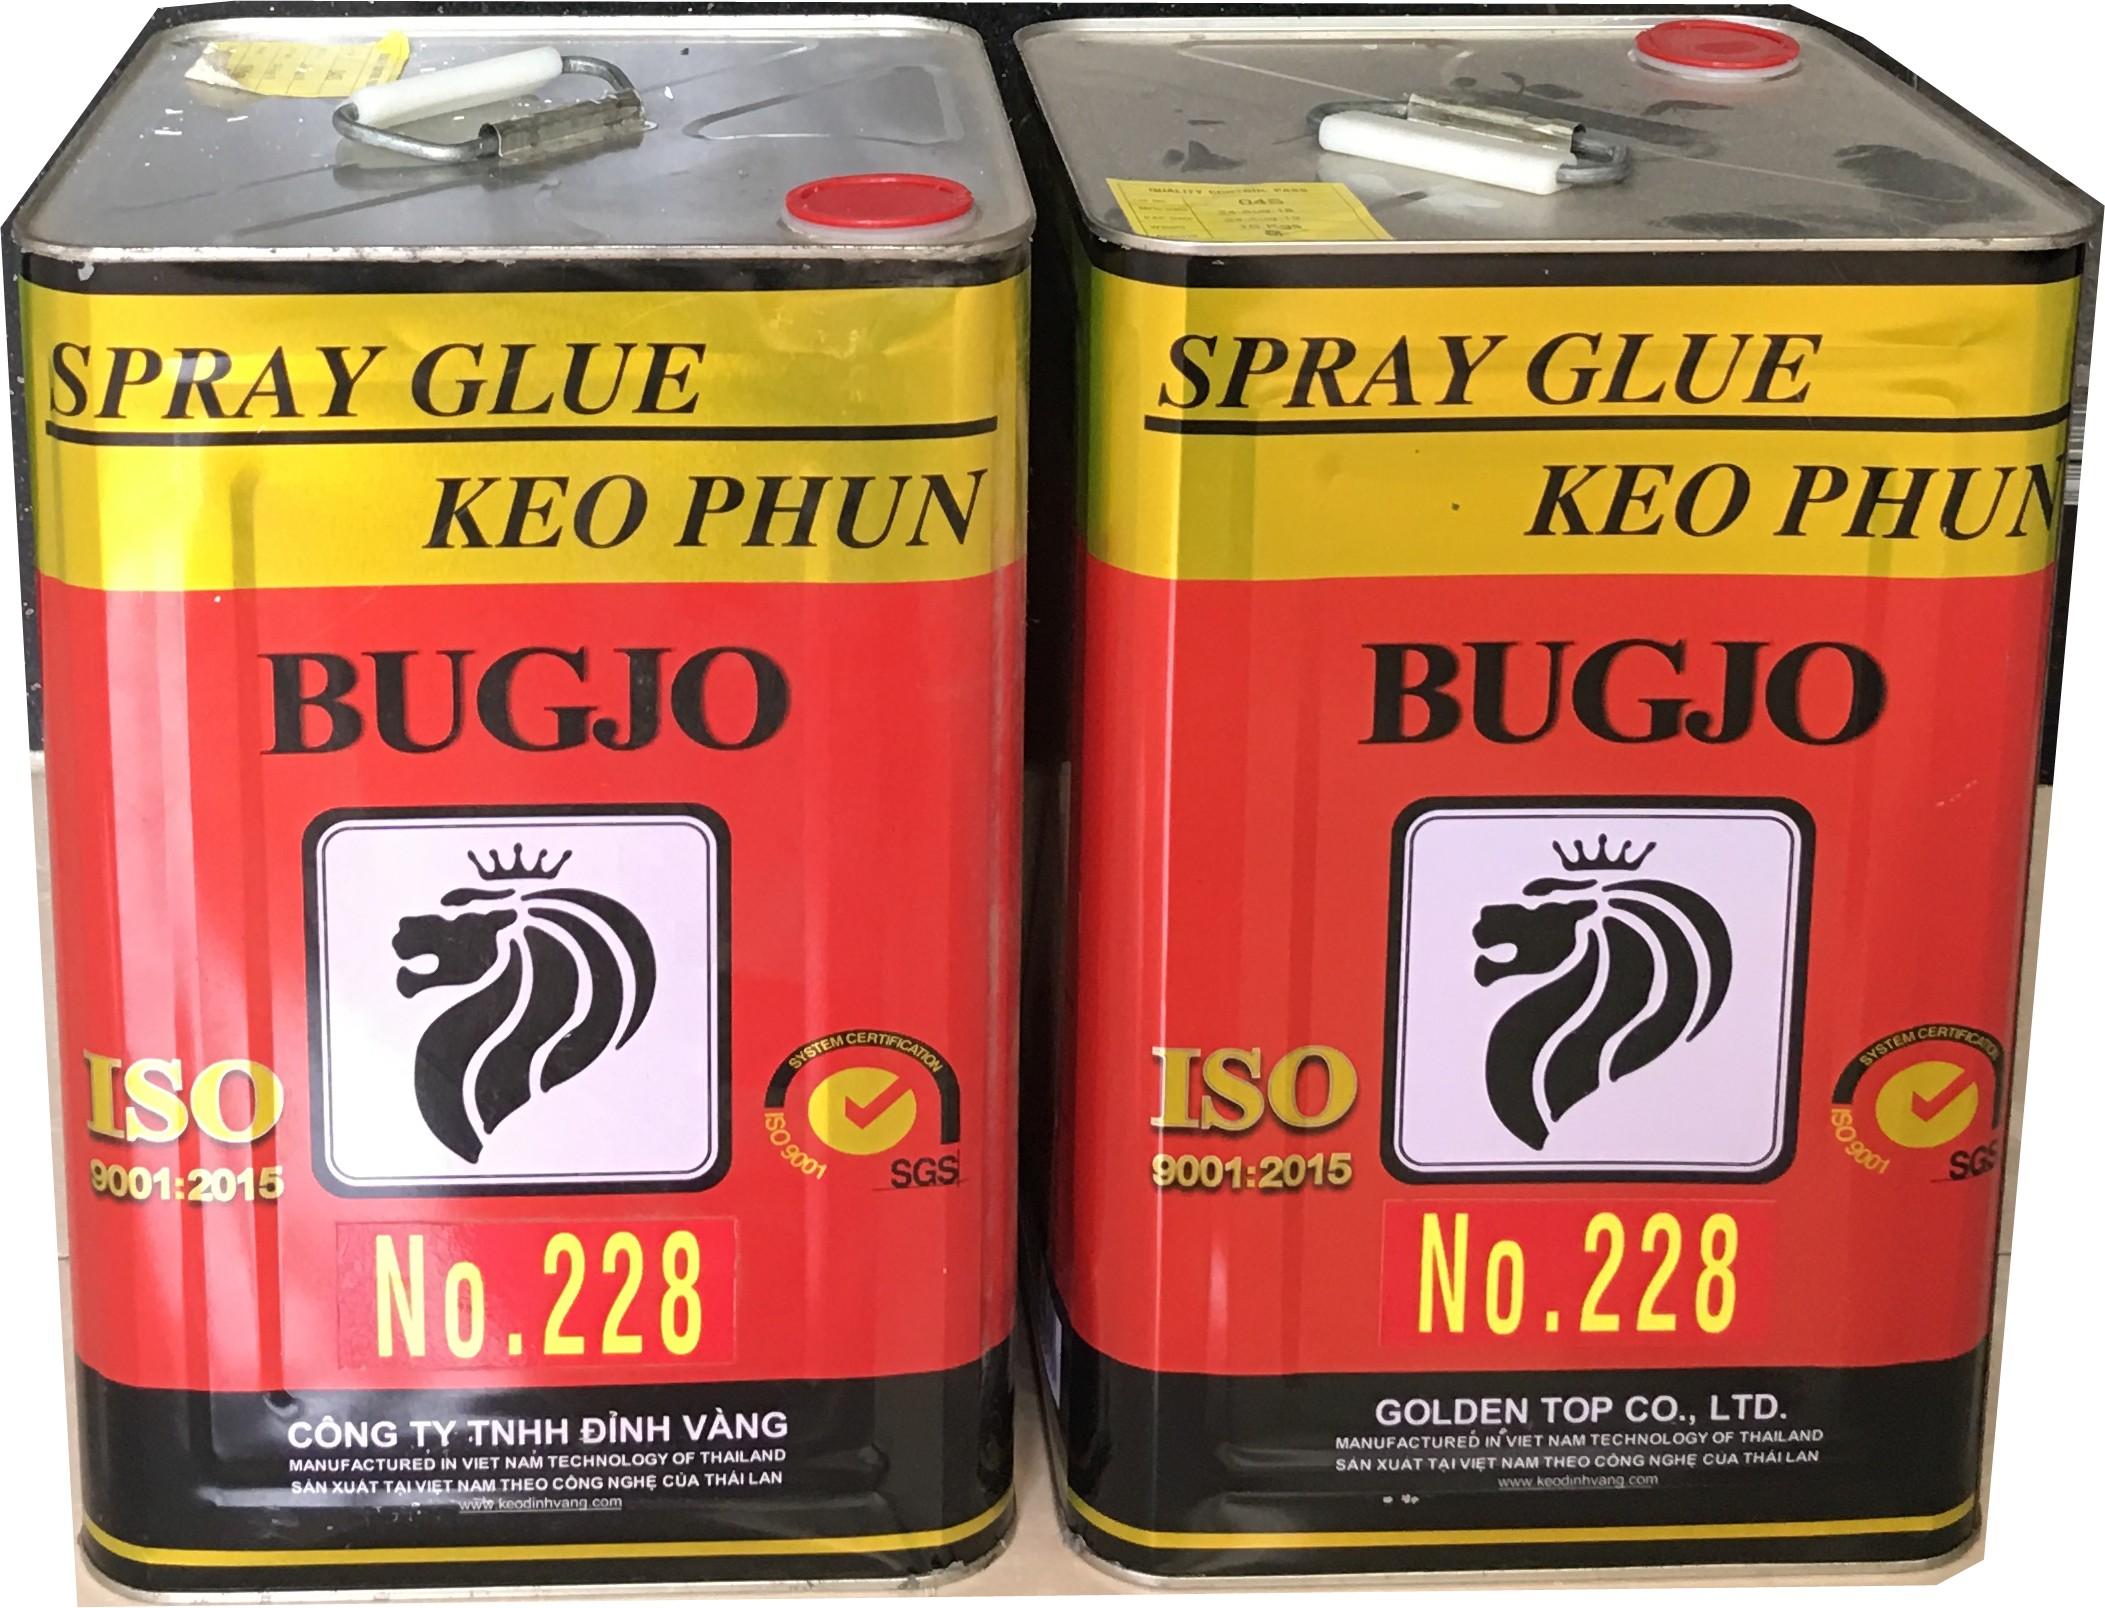 SPRAY GLUE
KEO PHUN
BUGJO
SYSTEM CERTIFICATION
ISO 9001
SGS
ISO
9001:2015
No.228
CÔNG TY TNHH ĐỈNH VÀNG
MANUFACTURED IN VIET NAM TECHNOLOGY OF THAILAND
SẢN XUẤT TẠI VIỆT NAM THEO CÔNG NGHỆ CỦA THÁI LAN
www.keodinhvang.com
QUALITY CONTROL PASS
04S
SPRAY GLUE
KEO PHUN
BUGJO
SYSTEM CERTIFICATION
ISO 9001
SGS
ISO
9001:2015
No.228
GOLDEN TOP CO., LTD.
MANUFACTURED IN VIET NAM TECHNOLOGY OF THAILAND
SẢN XUẤT TẠI VIỆT NAM THEO CÔNG NGHỆ CỦA THÁI LAN
www.keodinhvang.com